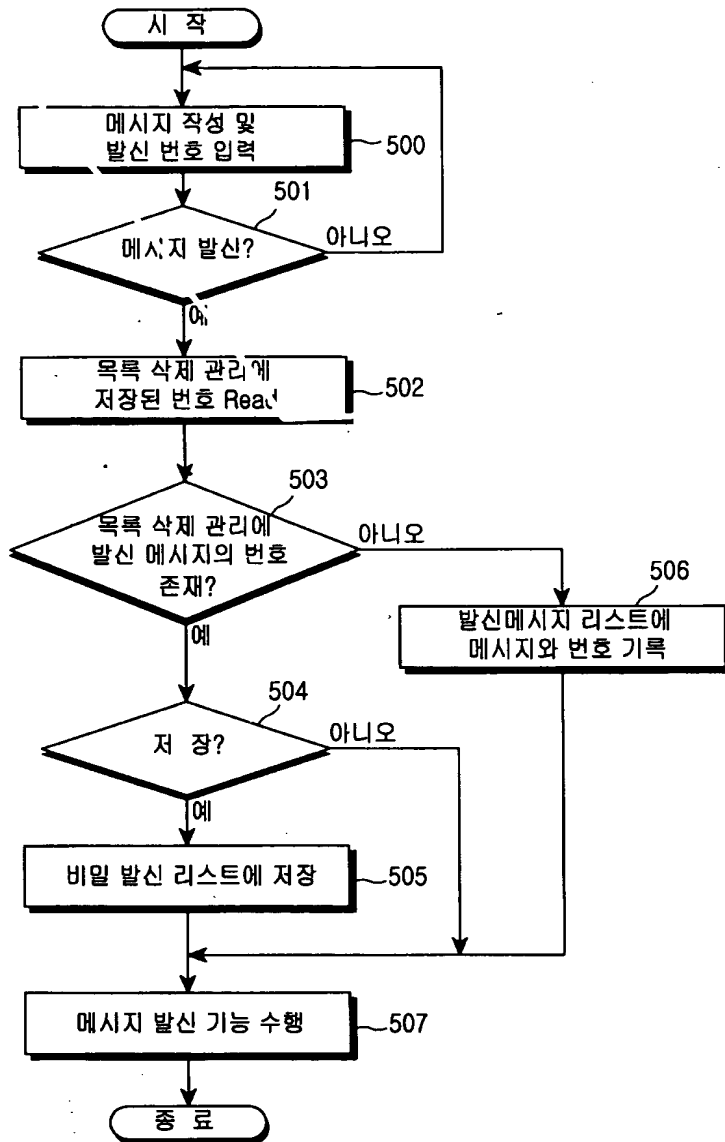 시 작
메시지 작성 및
발신 번호 입력
500
501
메시지 발신?
아니오
예
목록 삭제 관리에
저장된 번호 Read
502
503
목록 삭제 관리에
발신 메시지의 번호
존재?
아니오
예
506
발신메시지 리스트에
메시지와 번호 기록
504
저 장?
아니오
예
비밀 발신 리스트에 저장
505
메시지 발신 기능 수행
507
종 료